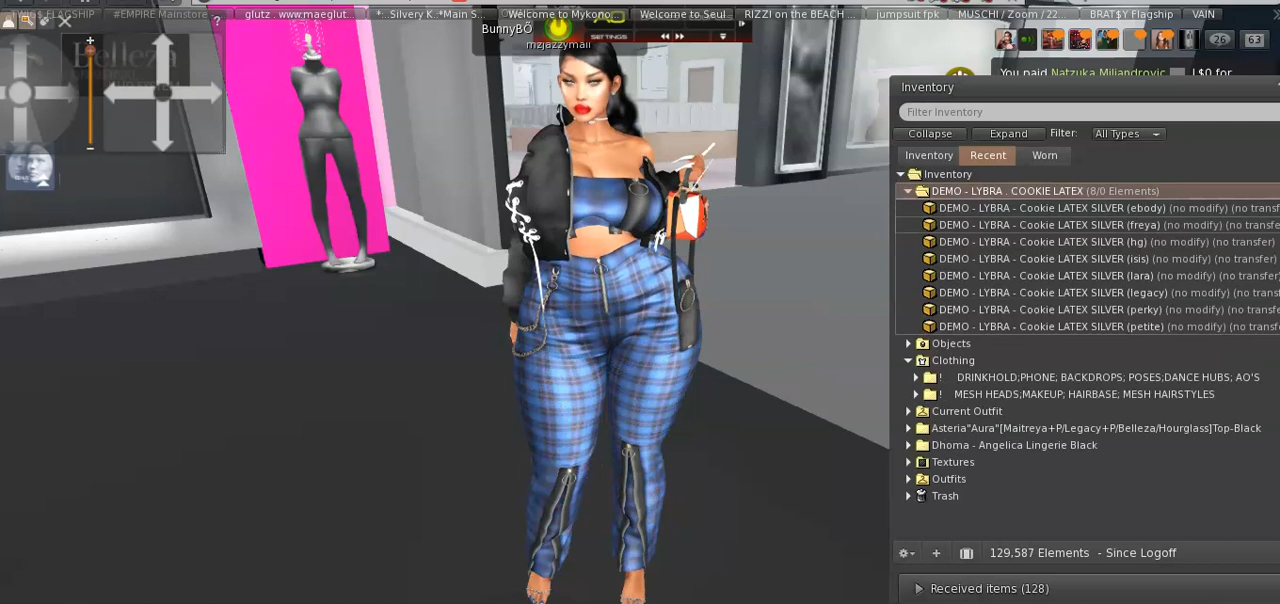 FLAGSHIP
#EMPIRE Mainstore
glutz . www.maeglut...
*...Silvery K..*Main S...
Welcome to Mykono...
Welcome to Seul
RIZZI on the BEACH ...
jumpsuit fpk
MUSCHI / Zoom / 22...
BRAT$Y Flagship
VAIN
?
BunnyBO
SETTINGS
mzjazzymali
26
63
Belleza
+
-
You paid Natzuka Miliandrovic L$0 for
Inventory
Filter Inventory
Collapse Expand Filter: All Types
Inventory Recent Worn
Inventory
DEMO - LYBRA . COOKIE LATEX (8/0 Elements)
DEMO - LYBRA - Cookie LATEX SILVER (ebody) (no modify) (no transf
DEMO - LYBRA - Cookie LATEX SILVER (freya) (no modify) (no transfe
DEMO - LYBRA - Cookie LATEX SILVER (hg) (no modify) (no transfer)
DEMO - LYBRA - Cookie LATEX SILVER (isis) (no modify) (no transfer
DEMO - LYBRA - Cookie LATEX SILVER (lara) (no modify) (no transfer
DEMO - LYBRA - Cookie LATEX SILVER (legacy) (no modify) (no trans
DEMO - LYBRA - Cookie LATEX SILVER (perky) (no modify) (no transf
DEMO - LYBRA - Cookie LATEX SILVER (petite) (no modify) (no transf
Objects
Clothing
! DRINKHOLD;PHONE; BACKDROPS; POSES;DANCE HUBS; AO'S
! MESH HEADS;MAKEUP; HAIRBASE; MESH HAIRSTYLES
Current Outfit
Asteria"Aura"[Maitreya+P/Legacy+P/Belleza/Hourglass]Top-Black
Dhoma - Angelica Lingerie Black
Textures
Outfits
Trash
129.587 Elements - Since Logoff
Received items (128)